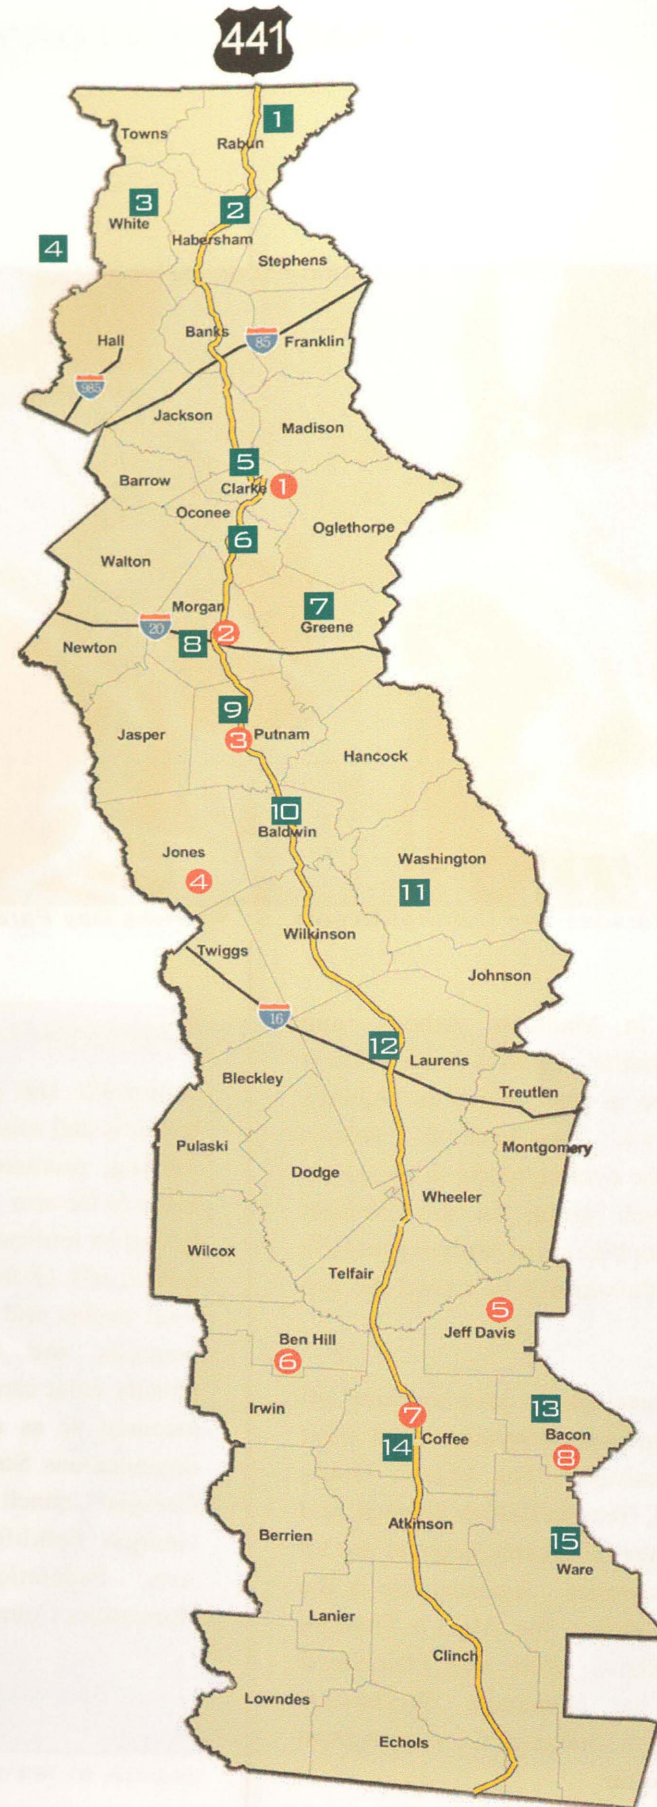 441
1
Towns
Rabun
3
2
White
Habersham
4
Stephens
Hall
Banks
85
Franklin
985
Jackson
Madison
5
Barrow
Clarke
1
Oconee
Oglethorpe
6
Walton
Morgan
7
Greene
20
2
8
Newton
9
Jasper
3
Putnam
Hancock
10
Baldwin
Jones
Washington
4
11
Wilkinson
Twiggs
Johnson
16
12
Laurens
Bleckley
Treutlen
Pulaski
Montgomery
Dodge
Wheeler
Wilcox
Telfair
5
Jeff Davis
Ben Hill
6
Irwin
7
13
Coffee
Bacon
14
8
Atkinson
Berrien
15
Ware
Lanier
Clinch
Lowndes
Echols